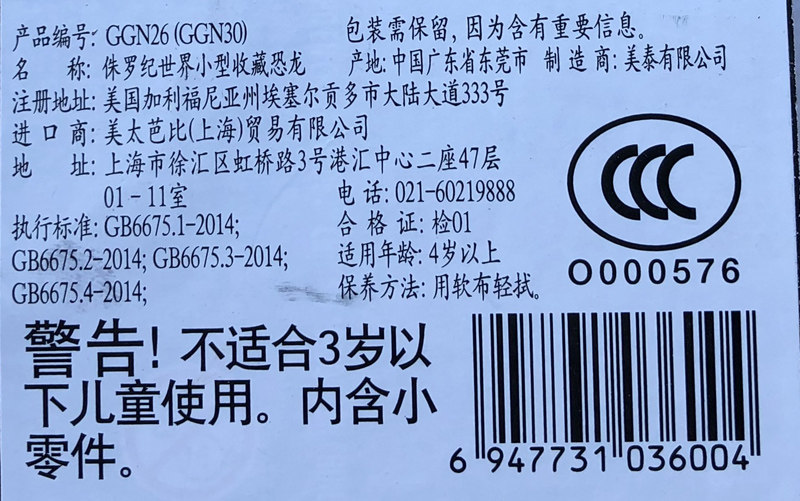 产品编号: GGN26 (GGN30) 包装需保留, 因为含有重要信息。
名 称: 侏罗纪世界小型收藏恐龙 产地: 中国广东省东莞市 制 造 商: 美泰有限公司
注册地址: 美国加利福尼亚州埃塞尔贡多市大陆大道333号
进 口 商: 美太芭比(上海)贸易有限公司
地 址: 上海市徐汇区虹桥路3号港汇中心二座47层
01-11室 电 话: 021-60219888
执行标准: GB6675.1-2014; 合 格 证: 检01
GB6675.2-2014; GB6675.3-2014; 适用年龄: 4岁以上
GB6675.4-2014; 保养方法: 用软布轻拭。
CCC
O000576
警告! 不适合3岁以
下儿童使用。内含小
零件。
6 947731 036004